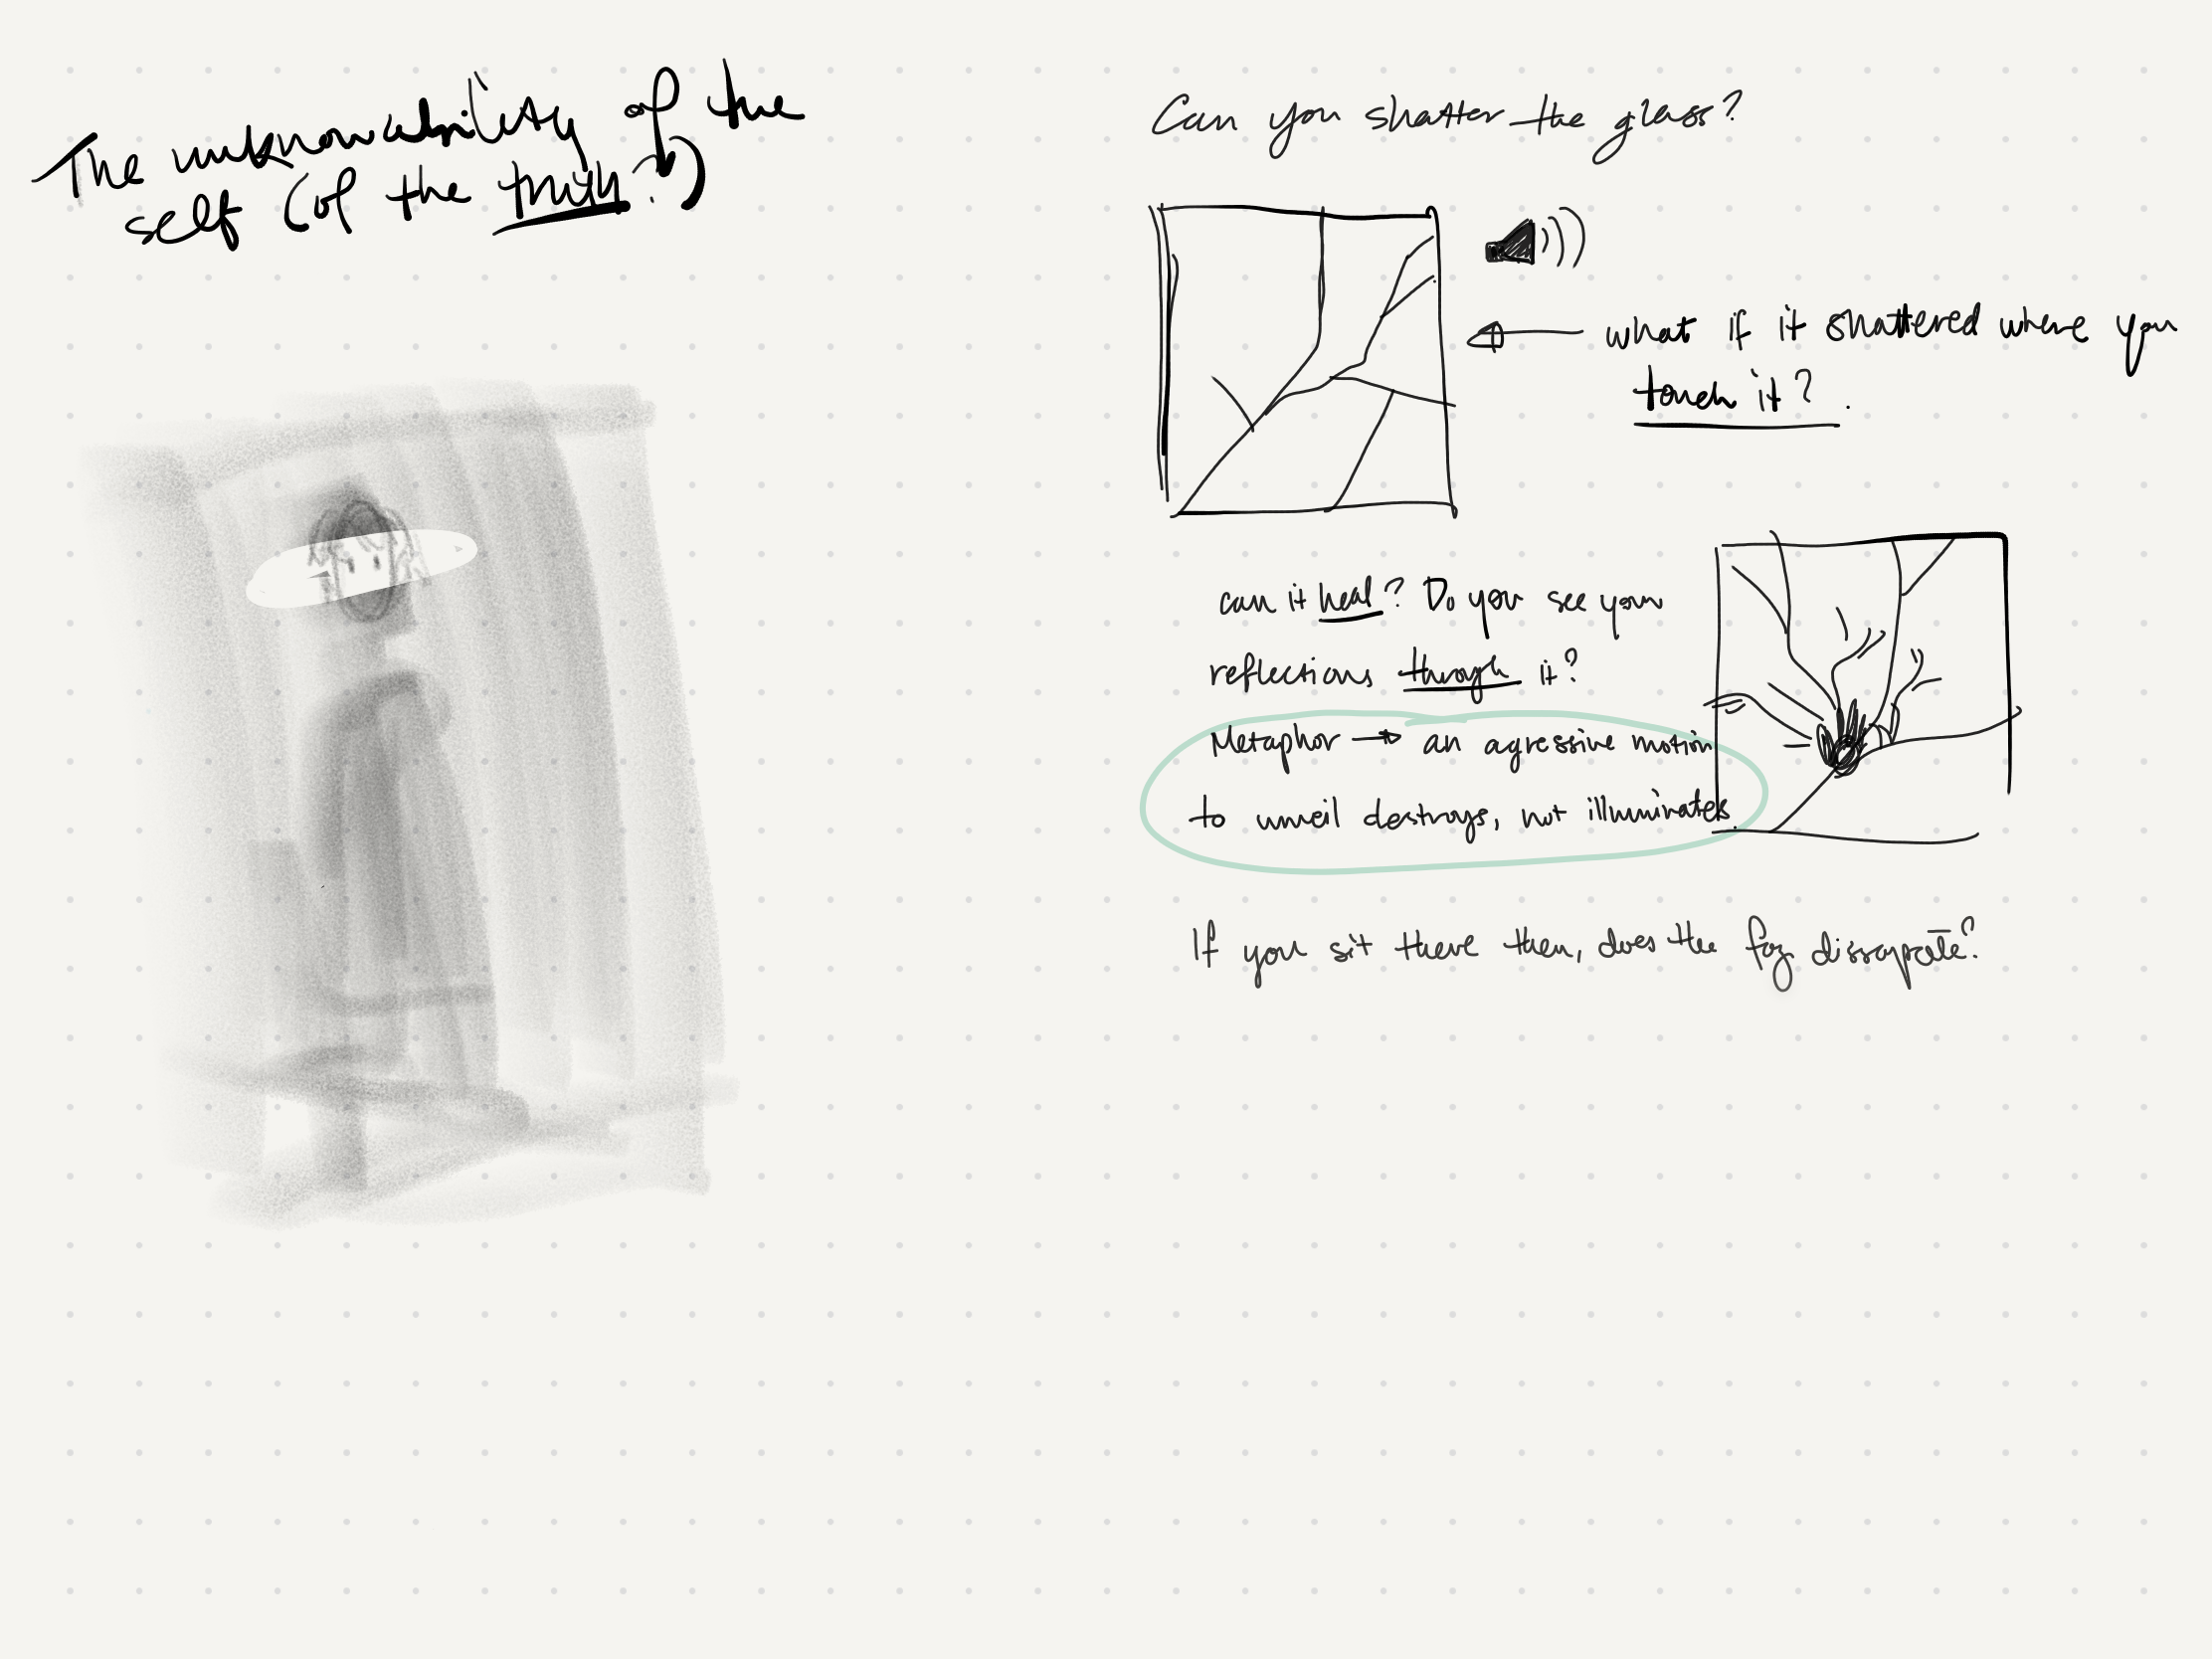 The unknowability of the
self (of the truth?)
Can you shatter the glass?
what if it shattered where you
touch it?
can it heal? Do you see your
reflections through it?
Metaphor → an agressive motion
to unveil destroys, not illuminates.
If you sit there then, does the fog dissapate?